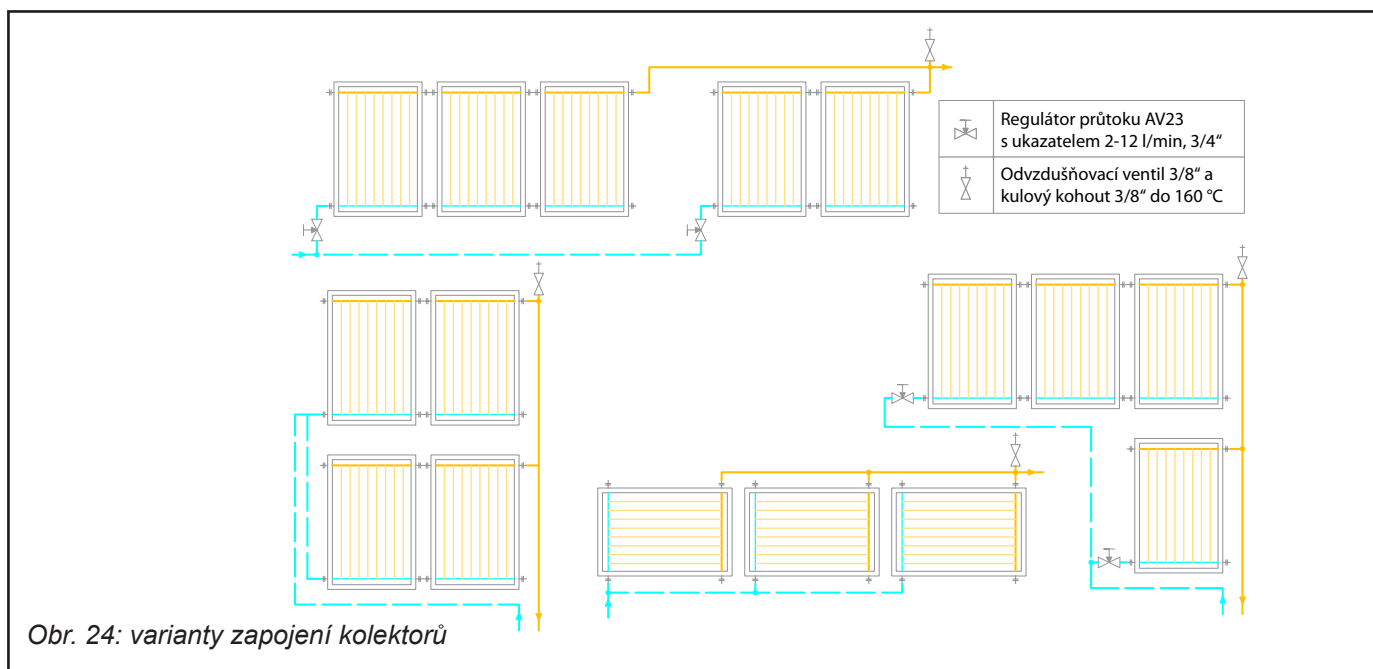 Regulátor průtoku AV23
s ukazatelem 2-12 l/min, 3/4“
Odvzdušňovací ventil 3/8“ a
kulový kohout 3/8“ do 160 °C
Obr. 24: varianty zapojení kolektorů